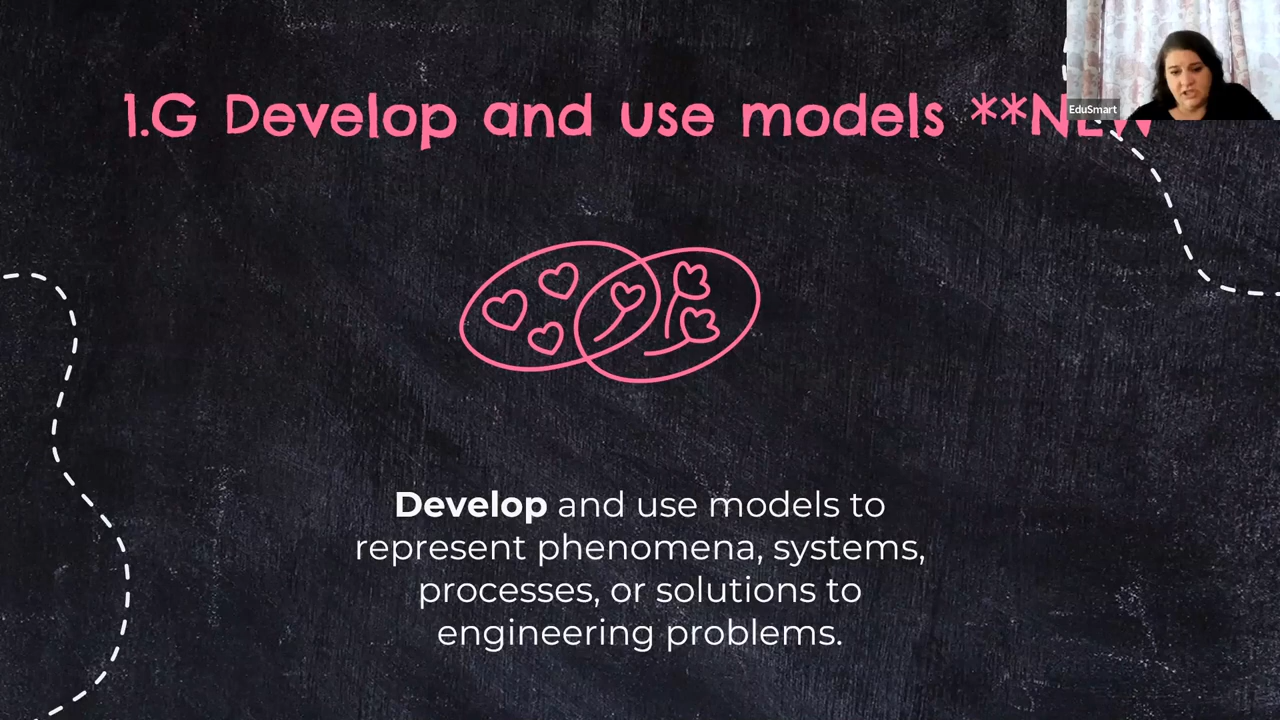 1.G Develop and use models **NEW
EduSmart
Develop and use models to
represent phenomena, systems,
processes, or solutions to
engineering problems.